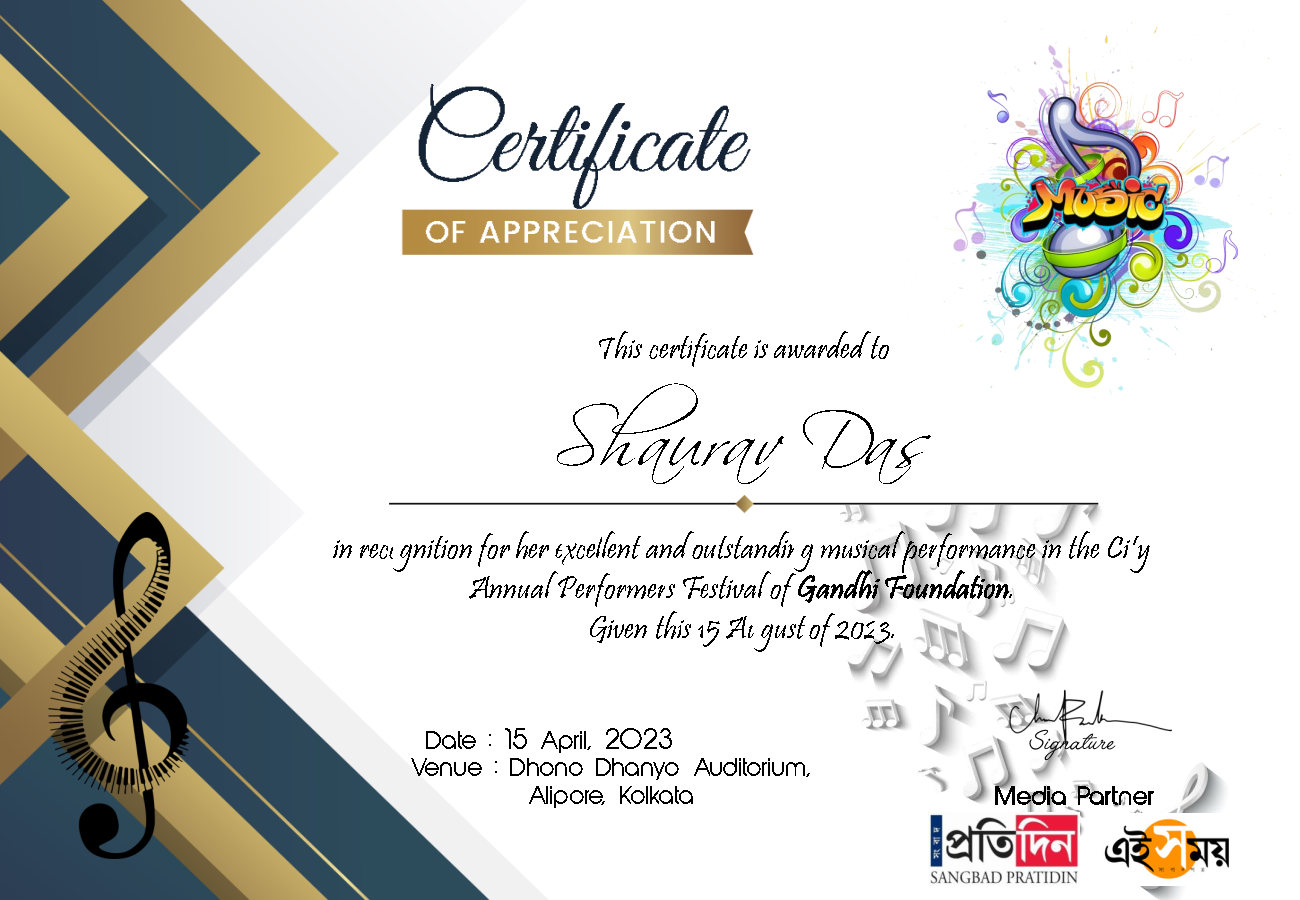 Certificate
OF APPRECIATION
MUSIC
This certificate is awarded to
Shaurav Das
in recognition for her excellent and outstanding musical performance in the City
Annual Performers Festival of Gandhi Foundation.
Given this 15 August of 2023.
Date : 15 April, 2023
Venue : Dhono Dhanyo Auditorium,
Alipore, Kolkata
Signature
Media Partner
সংবাদ প্রতিদিন
SANGBAD PRATIDIN
এই সময়